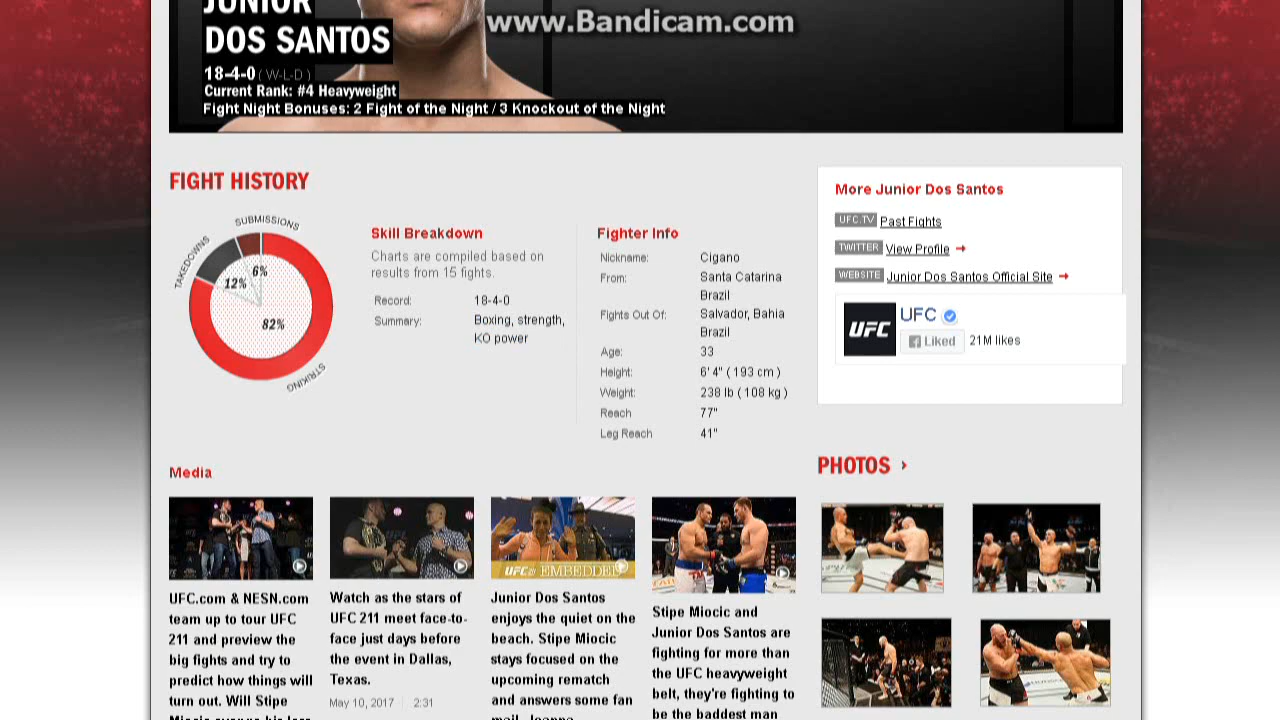 www.Bandicam.com
JUNIOR
DOS SANTOS
18-4-0 ( W-L-D )
Current Rank: #4 Heavyweight
Fight Night Bonuses: 2 Fight of the Night / 3 Knockout of the Night
FIGHT HISTORY
SUBMISSIONS
TAKEDOWNS
STRIKING
6%
12%
82%
Skill Breakdown
Charts are compiled based on
results from 15 fights.
Record: 18-4-0
Summary: Boxing, strength,
KO power
Fighter Info
Nickname: Cigano
From: Santa Catarina
Brazil
Fights Out Of: Salvador, Bahia
Brazil
Age: 33
Height: 6' 4" ( 193 cm )
Weight: 238 lb ( 108 kg )
Reach 77"
Leg Reach 41"
More Junior Dos Santos
UFC.TV Past Fights
TWITTER View Profile
WEBSITE Junior Dos Santos Official Site
UFC
UFC
Liked 21M likes
Media
UFC.com & NESN.com
team up to tour UFC
211 and preview the
big fights and try to
predict how things will
turn out. Will Stipe
Watch as the stars of
UFC 211 meet face-to-
face just days before
the event in Dallas,
Texas.
May 10, 2017 2:31
UFC EMBEDDED
Junior Dos Santos
enjoys the quiet on the
beach. Stipe Miocic
stays focused on the
upcoming rematch
and answers some fan
mail. Joanna
Stipe Miocic and
Junior Dos Santos are
fighting for more than
the UFC heavyweight
belt, they're fighting to
be the baddest man
PHOTOS